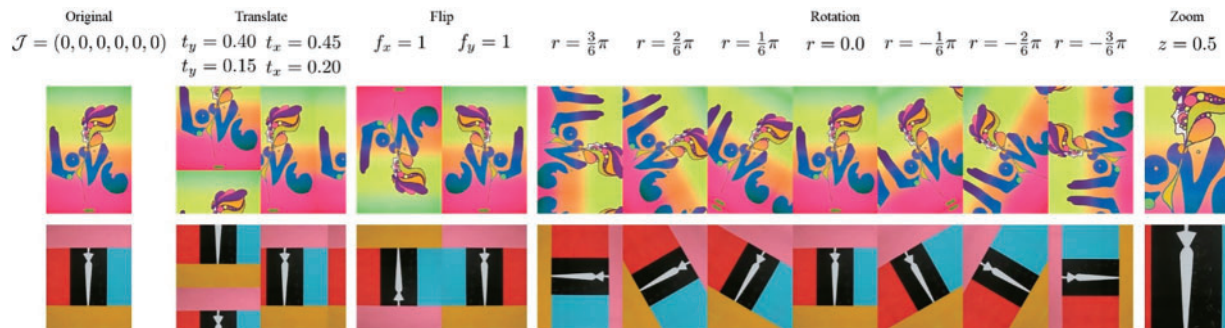 Original Translate Flip Rotation Zoom
𝒥 = (0, 0, 0, 0, 0, 0) t_y = 0.40 t_x = 0.45 f_x = 1 f_y = 1 r = 3/6 π r = 2/6 π r = 1/6 π r = 0.0 r = −1/6 π r = −2/6 π r = −3/6 π z = 0.5
t_y = 0.15 t_x = 0.20
LOVE